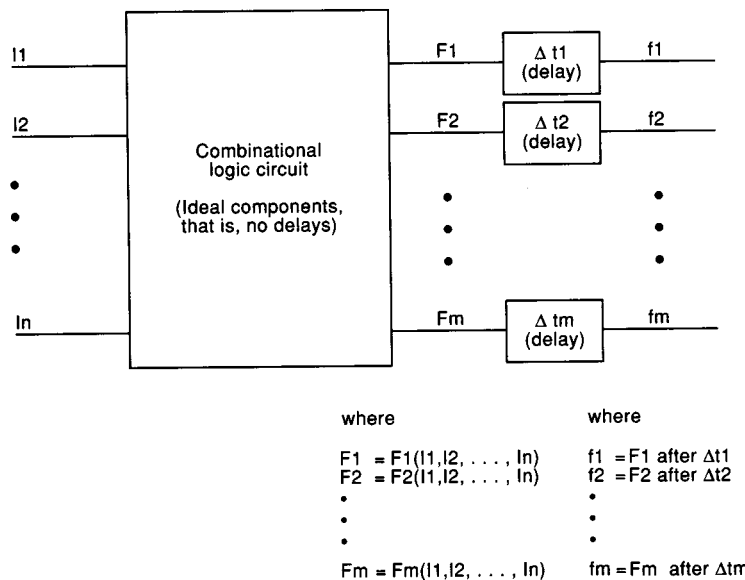 I1
F1
Δ t1
(delay)
f1
I2
F2
Δ t2
(delay)
f2
Combinational
logic circuit
(Ideal components,
that is, no delays)
In
Fm
Δ tm
(delay)
fm
where
F1 = F1(I1,I2, . . . , In)
F2 = F2(I1,I2, . . . , In)
Fm = Fm(I1,I2, . . . , In)
where
f1 = F1 after Δt1
f2 = F2 after Δt2
fm = Fm after Δtm